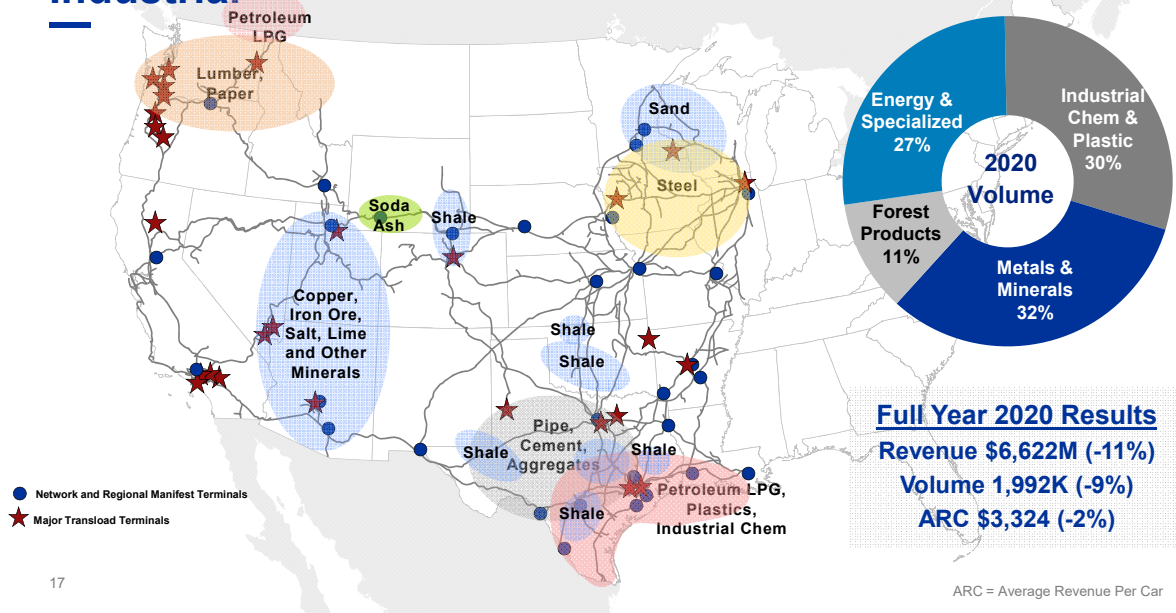 Industrial
Petroleum
LPG
Lumber,
Paper
Sand
Steel
Soda
Ash
Shale
Copper,
Iron Ore,
Salt, Lime
and Other
Minerals
Shale
Shale
Pipe,
Cement,
Aggregates
Shale
Shale
Petroleum LPG,
Plastics,
Industrial Chem
Shale
Network and Regional Manifest Terminals
Major Transload Terminals
Energy &
Specialized
27%
Industrial
Chem &
Plastic
30%
2020
Volume
Forest
Products
11%
Metals &
Minerals
32%
Full Year 2020 Results
Revenue $6,622M (-11%)
Volume 1,992K (-9%)
ARC $3,324 (-2%)
17
ARC = Average Revenue Per Car